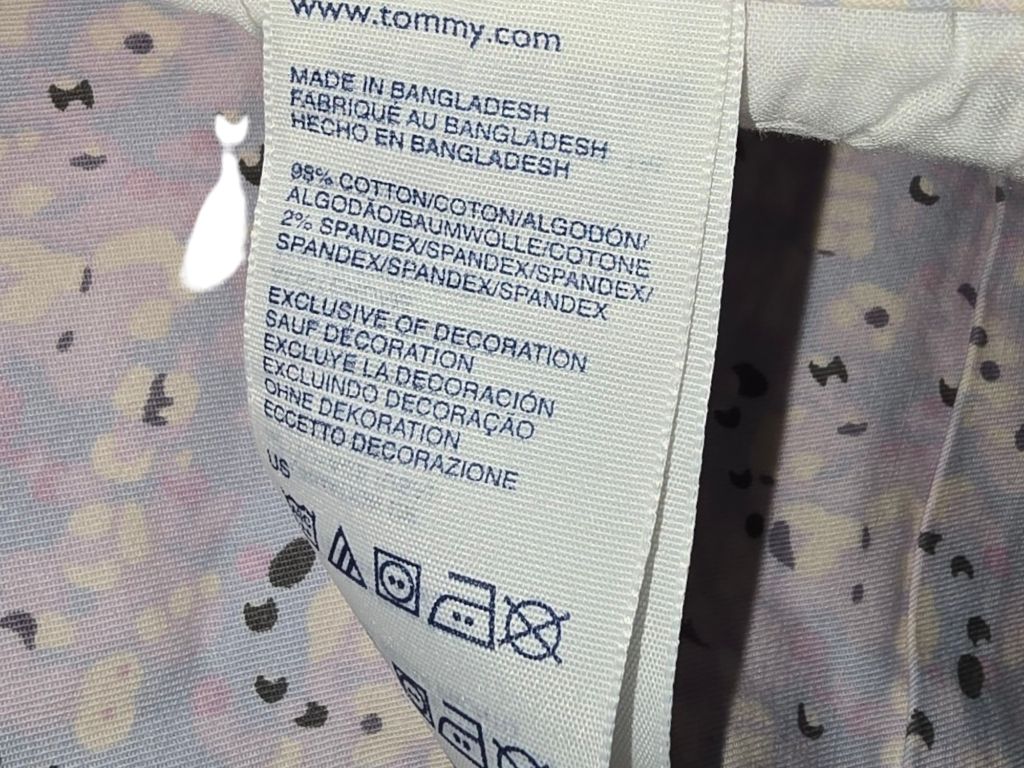 www.tommy.com
MADE IN BANGLADESH
FABRIQUÉ AU BANGLADESH
HECHO EN BANGLADESH
98% COTTON/COTON/ALGODÓN/
ALGODÃO/BAUMWOLLE/COTONE
2% SPANDEX/SPANDEX/SPANDEX/
SPANDEX/SPANDEX/SPANDEX
EXCLUSIVE OF DECORATION
SAUF DÉCORATION
EXCLUYE LA DECORACIÓN
EXCLUINDO DECORAÇÃO
OHNE DEKORATION
ECCETTO DECORAZIONE
US